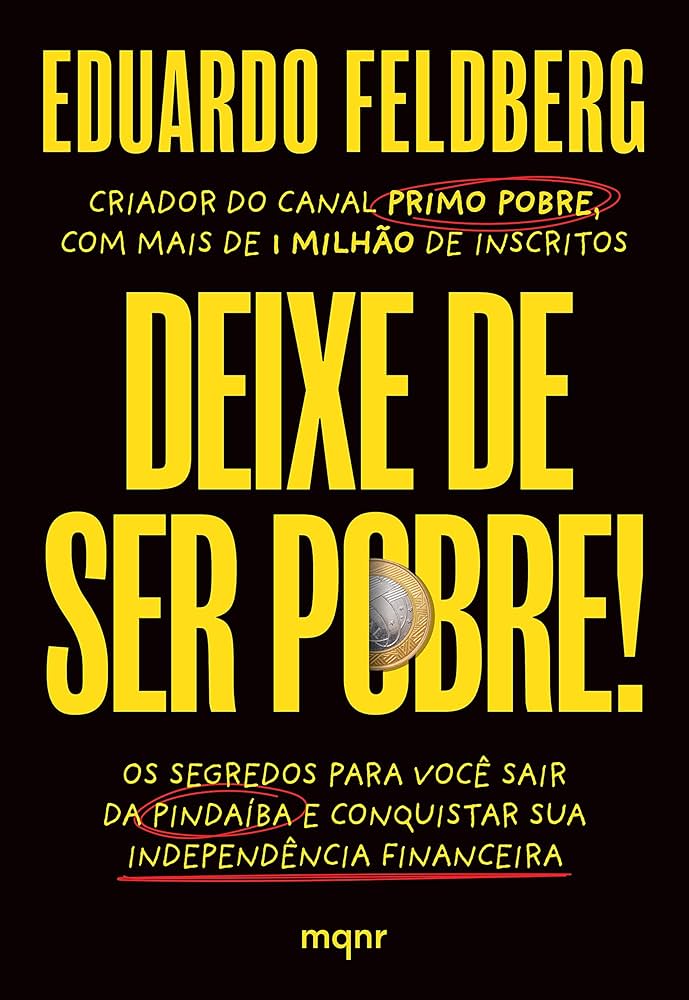 EDUARDO FELDBERG
CRIADOR DO CANAL PRIMO POBRE,
COM MAIS DE 1 MILHÃO DE INSCRITOS
DEIXE DE
SER POBRE!
OS SEGREDOS PARA VOCÊ SAIR
DA PINDAÍBA E CONQUISTAR SUA
INDEPENDÊNCIA FINANCEIRA
mqnr